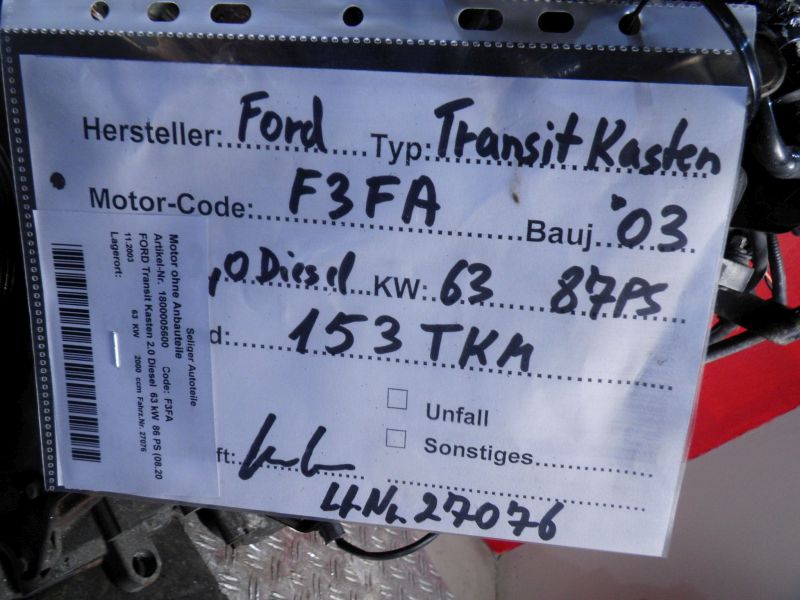 Hersteller: Ford Typ: Transit Kasten
Motor-Code: F3FA Bauj '03
,0 Diesel KW: 63 87PS
d: 153 TKM
Unfall
Sonstiges
ft:
27076
Seliger Autoteile
Motor ohne Anbauteile
Artikel-Nr. 1800005600 Code: F3FA
FORD Transit Kasten 2.0 Diesel 63 kW 86 PS (08.20
11.2003 63 KW 2000 ccm Fahrz.Nr. 27076
Lagerort: